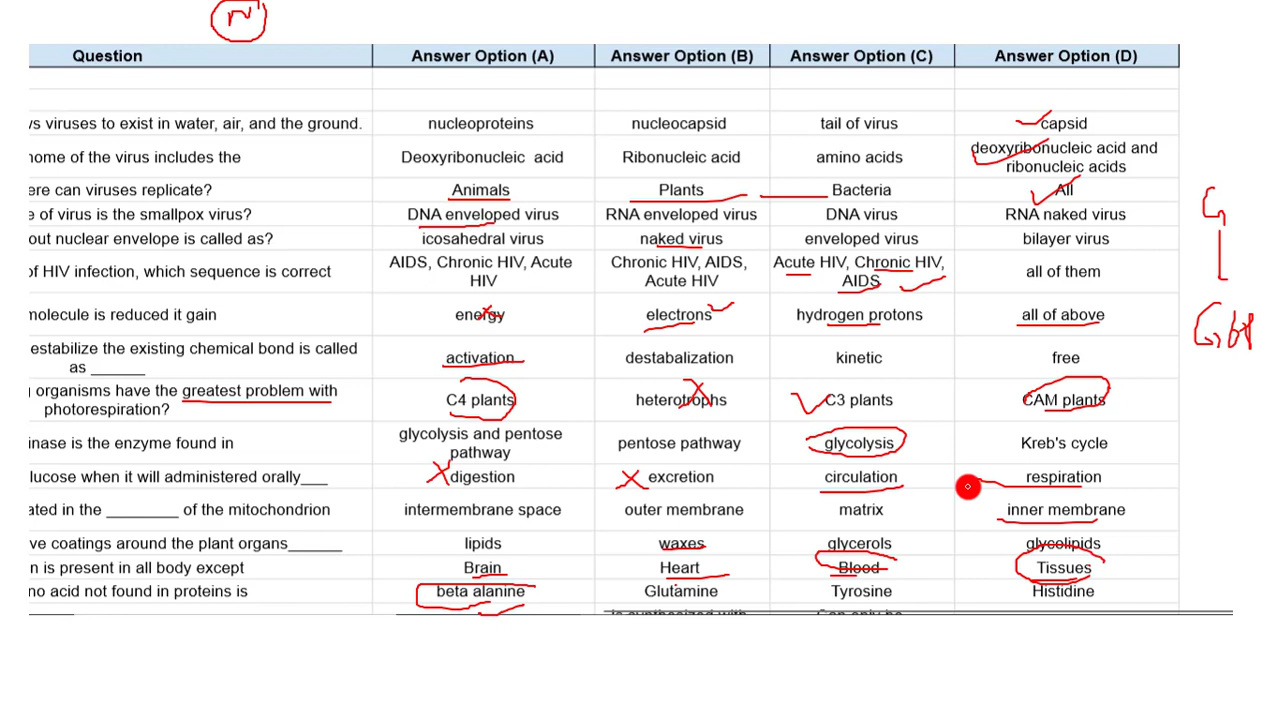 N
Question Answer Option (A) Answer Option (B) Answer Option (C) Answer Option (D)
vs viruses to exist in water, air, and the ground. nucleoproteins nucleocapsid tail of virus capsid
nome of the virus includes the Deoxyribonucleic acid Ribonucleic acid amino acids deoxyribonucleic acid and
ribonucleic acids
ere can viruses replicate? Animals Plants Bacteria All
e of virus is the smallpox virus? DNA enveloped virus RNA enveloped virus DNA virus RNA naked virus
out nuclear envelope is called as? icosahedral virus naked virus enveloped virus bilayer virus
of HIV infection, which sequence is correct AIDS, Chronic HIV, Acute Chronic HIV, AIDS, Acute HIV, Chronic HIV, all of them
HIV Acute HIV AIDS
molecule is reduced it gain energy electrons hydrogen protons all of above
estabilize the existing chemical bond is called activation destabalization kinetic free
as ______
g organisms have the greatest problem with C4 plants heterotrophs C3 plants CAM plants
photorespiration?
inase is the enzyme found in glycolysis and pentose pentose pathway glycolysis Kreb's cycle
pathway
lucose when it will administered orally___ digestion excretion circulation respiration
ated in the ________ of the mitochondrion intermembrane space outer membrane matrix inner membrane
ve coatings around the plant organs______ lipids waxes glycerols glycolipids
n is present in all body except Brain Heart Blood Tissues
no acid not found in proteins is beta alanine Glutamine Tyrosine Histidine